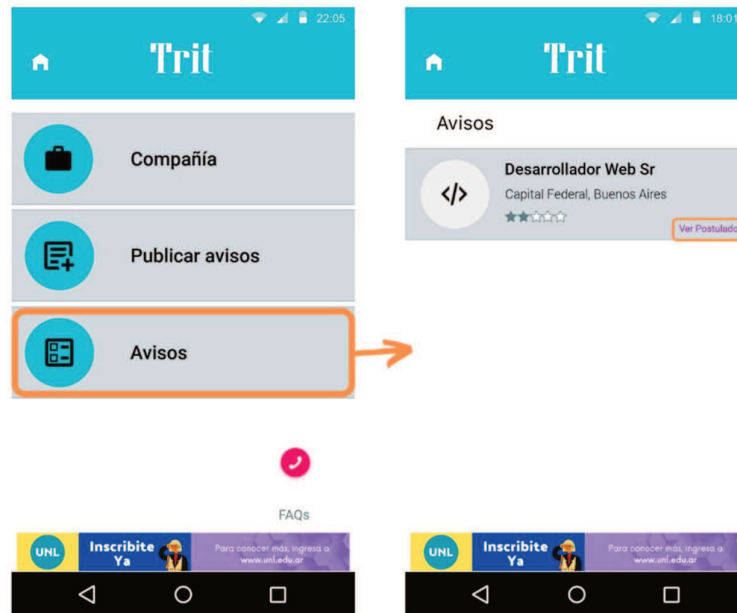 22:05
Trit
Compañía
Publicar avisos
Avisos
FAQs
UNL
Inscribite
Ya
Para conocer más, ingresa a
www.unl.edu.ar
18:01
Trit
Avisos
Desarrollador Web Sr
Capital Federal, Buenos Aires
Ver Postulado
UNL
Inscribite
Ya
Para conocer más, ingresa a
www.unl.edu.ar